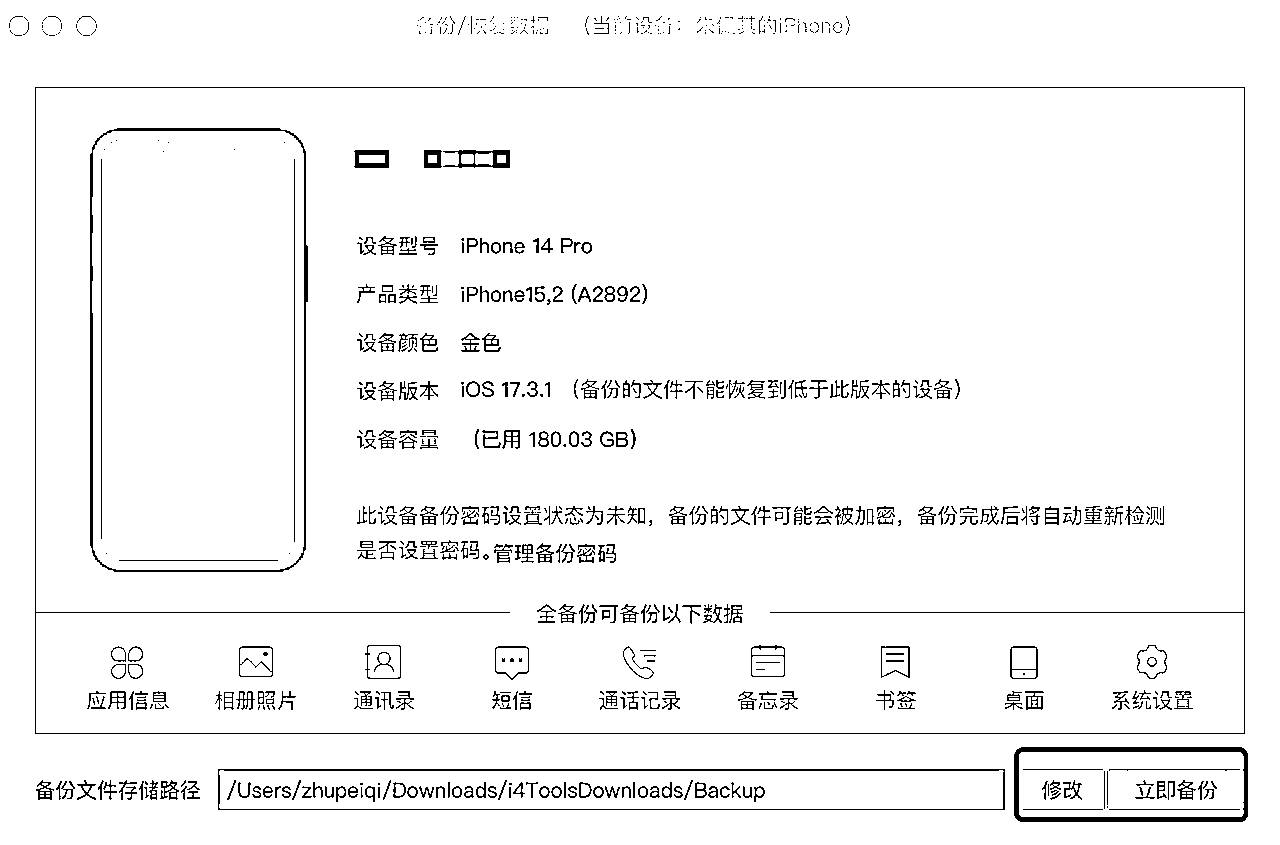 备份/恢复数据 （当前设备：朱佩其的iPhone）
设备型号 iPhone 14 Pro
产品类型 iPhone15,2 (A2892)
设备颜色 金色
设备版本 iOS 17.3.1 （备份的文件不能恢复到低于此版本的设备）
设备容量 （已用 180.03 GB）
此设备备份密码设置状态为未知，备份的文件可能会被加密，备份完成后将自动重新检测
是否设置密码。管理备份密码
全备份可备份以下数据
应用信息 相册照片 通讯录 短信 通话记录 备忘录 书签 桌面 系统设置
备份文件存储路径 /Users/zhupeiqi/Downloads/i4ToolsDownloads/Backup 修改 立即备份